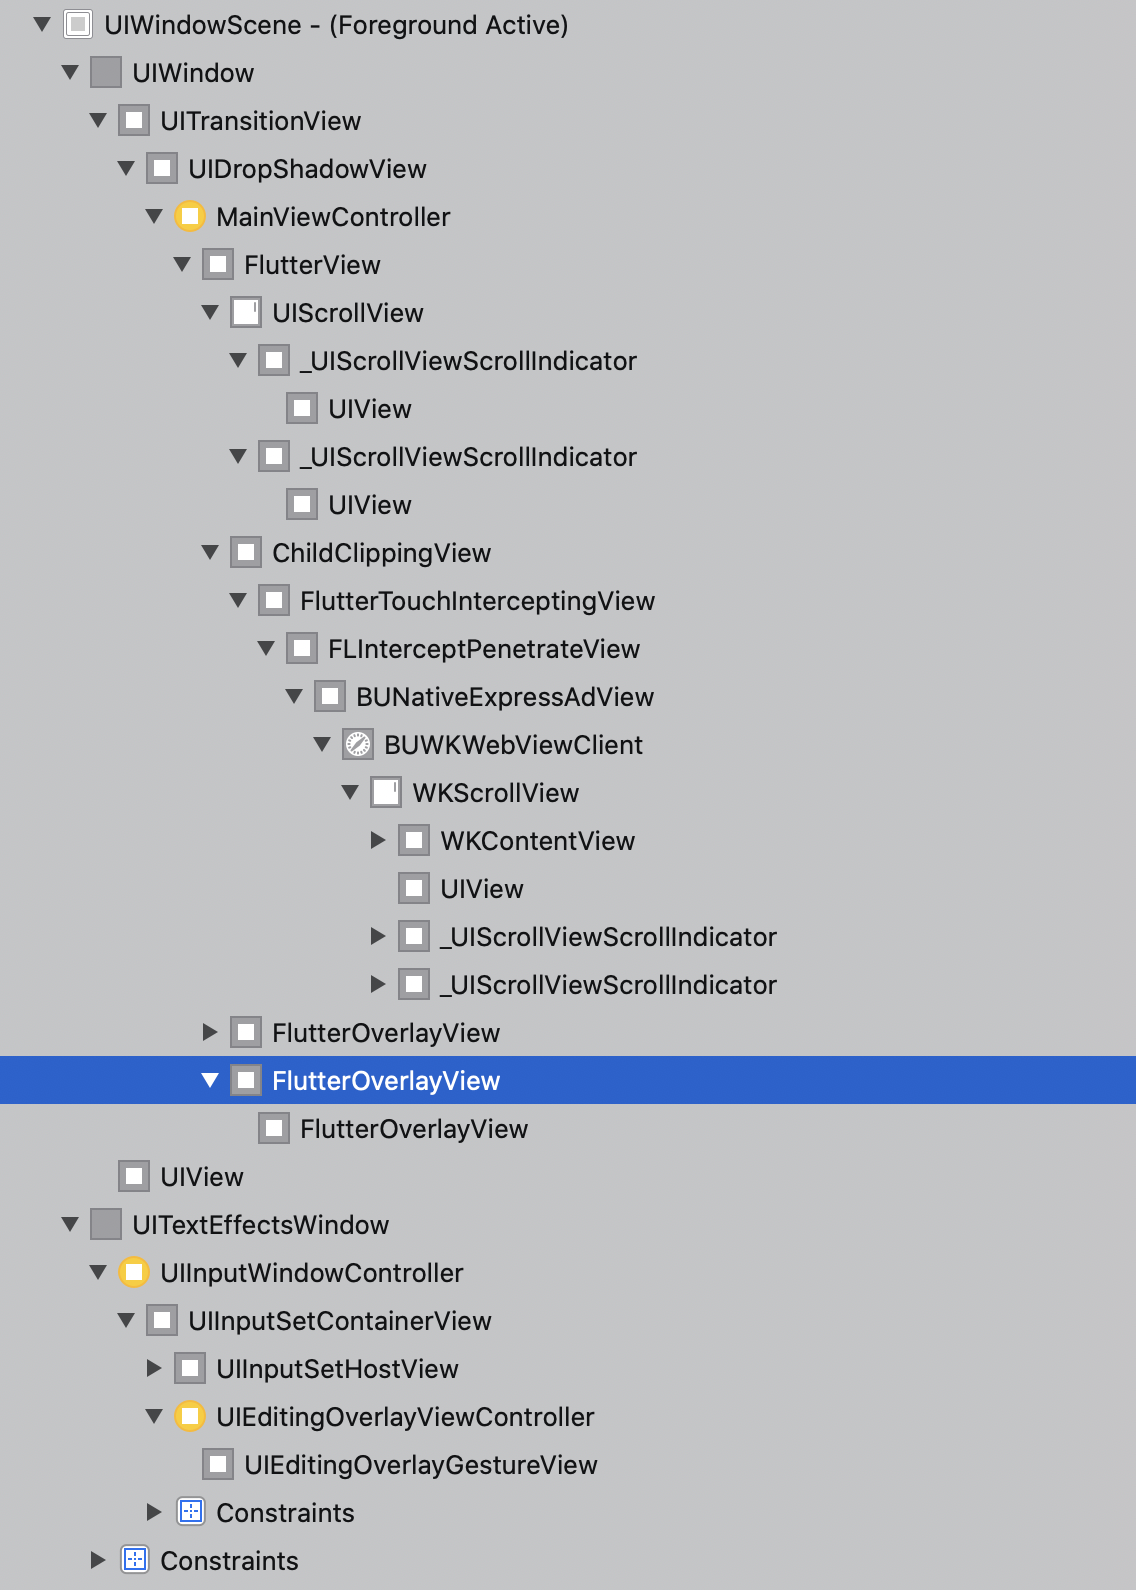 UIWindowScene - (Foreground Active)
UIWindow
UITransitionView
UIDropShadowView
MainViewController
FlutterView
UIScrollView
_UIScrollViewScrollIndicator
UIView
_UIScrollViewScrollIndicator
UIView
ChildClippingView
FlutterTouchInterceptingView
FLInterceptPenetrateView
BUNativeExpressAdView
BUWKWebViewClient
WKScrollView
WKContentView
UIView
_UIScrollViewScrollIndicator
_UIScrollViewScrollIndicator
FlutterOverlayView
FlutterOverlayView
FlutterOverlayView
UIView
UITextEffectsWindow
UIInputWindowController
UIInputSetContainerView
UIInputSetHostView
UIEditingOverlayViewController
UIEditingOverlayGestureView
Constraints
Constraints